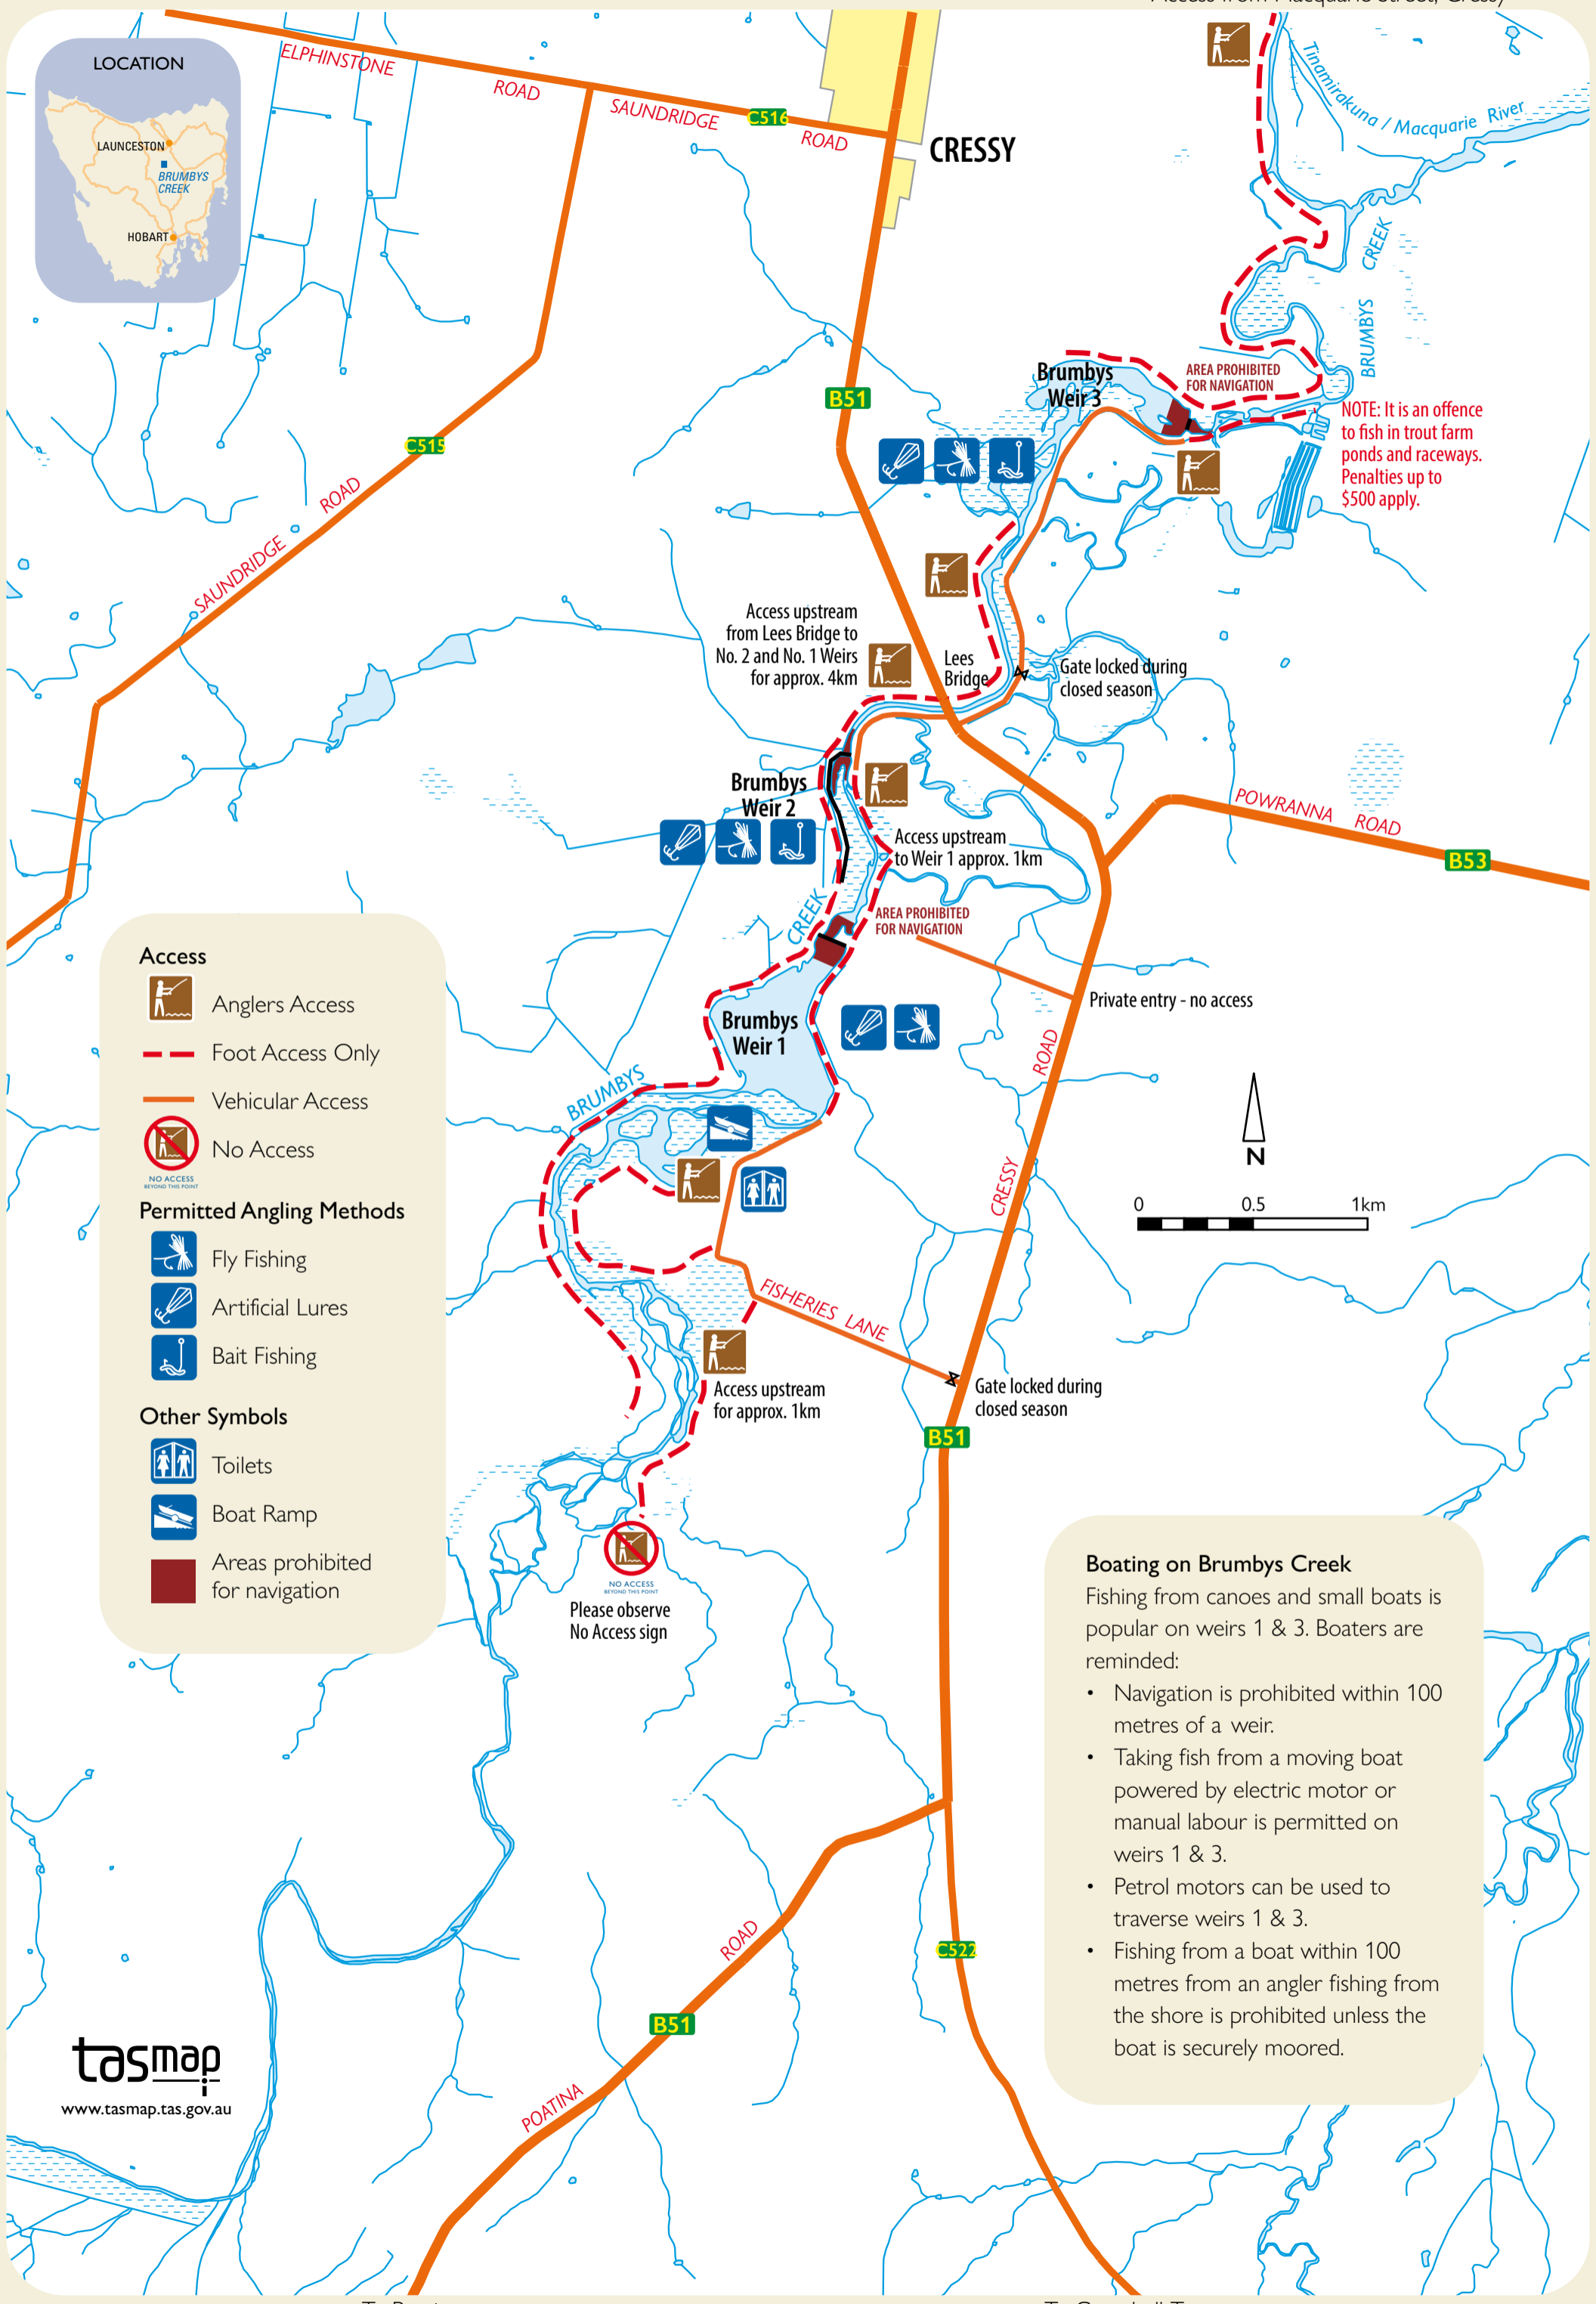 Access from Macquarie Street, Cressy
LOCATION
LAUNCESTON
BRUMBYS
CREEK
HOBART
ELPHINSTONE
ROAD
SAUNDRIDGE
C516
ROAD
CRESSY
Tinamirakuna / Macquarie River
CREEK
BRUMBYS
B51
Brumbys
Weir 3
AREA PROHIBITED
FOR NAVIGATION
NOTE: It is an offence
to fish in trout farm
ponds and raceways.
Penalties up to
$500 apply.
C515
ROAD
SAUNDRIDGE
Access upstream
from Lees Bridge to
No. 2 and No. 1 Weirs
for approx. 4km
Lees
Bridge
Gate locked during
closed season
Brumbys
Weir 2
POWRANNA ROAD
B53
Access upstream
to Weir 1 approx. 1km
CREEK
AREA PROHIBITED
FOR NAVIGATION
Private entry - no access
Brumbys
Weir 1
ROAD
BRUMBYS
CRESSY
N
0 0.5 1km
FISHERIES LANE
Access upstream
for approx. 1km
Gate locked during
closed season
B51
NO ACCESS
BEYOND THIS POINT
Please observe
No Access sign
Access
Anglers Access
Foot Access Only
Vehicular Access
No Access
NO ACCESS
BEYOND THIS POINT
Permitted Angling Methods
Fly Fishing
Artificial Lures
Bait Fishing
Other Symbols
Toilets
Boat Ramp
Areas prohibited
for navigation
Boating on Brumbys Creek
Fishing from canoes and small boats is
popular on weirs 1 & 3. Boaters are
reminded:
• Navigation is prohibited within 100
metres of a weir.
• Taking fish from a moving boat
powered by electric motor or
manual labour is permitted on
weirs 1 & 3.
• Petrol motors can be used to
traverse weirs 1 & 3.
• Fishing from a boat within 100
metres from an angler fishing from
the shore is prohibited unless the
boat is securely moored.
C522
ROAD
B51
POATINA
tasmap
www.tasmap.tas.gov.au